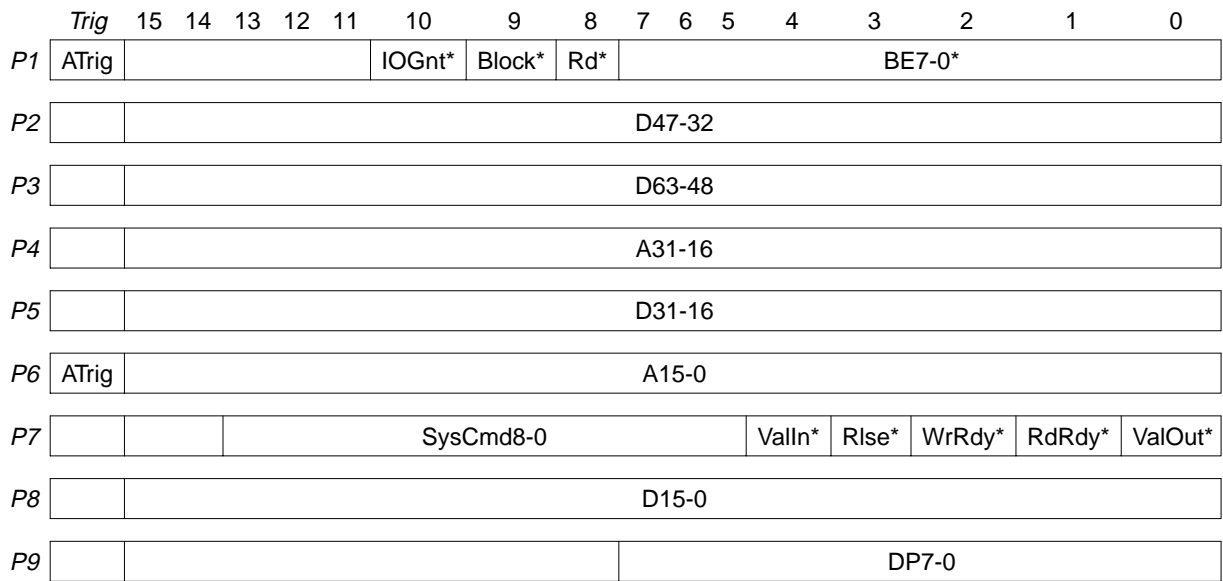 Trig 15 14 13 12 11 10 9 8 7 6 5 4 3 2 1 0
P1 ATrig IOGnt* Block* Rd* BE7-0*
P2 D47-32
P3 D63-48
P4 A31-16
P5 D31-16
P6 ATrig A15-0
P7 SysCmd8-0 ValIn* Rlse* WrRdy* RdRdy* ValOut*
P8 D15-0
P9 DP7-0